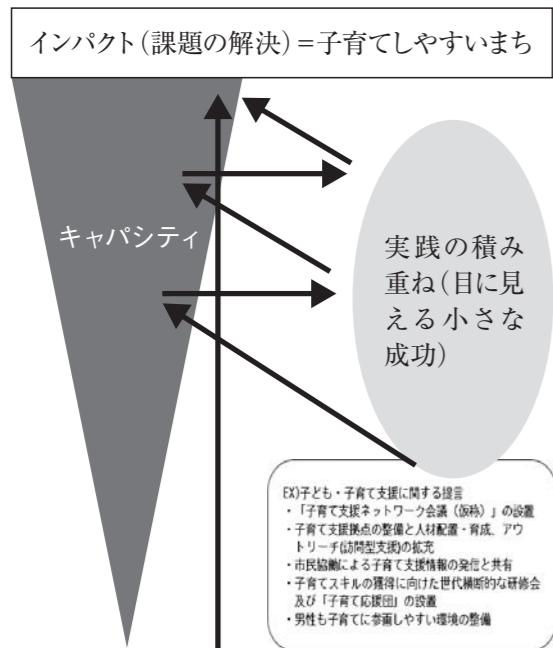 インパクト(課題の解決)=子育てしやすいまち
キャパシティ
実践の積み
重ね(目に見
える小さな
成功)
EX)子ども・子育て支援に関する提言
・「子育て支援ネットワーク会議（仮称）」の設置
・子育て支援拠点の整備と人材配置・育成、アウ
トリーチ(訪問型支援)の拡充
・市民協働による子育て支援情報の発信と共有
・子育てスキルの獲得に向けた世代横断的な研修会
及び「子育て応援団」の設置
・男性も子育てに参画しやすい環境の整備